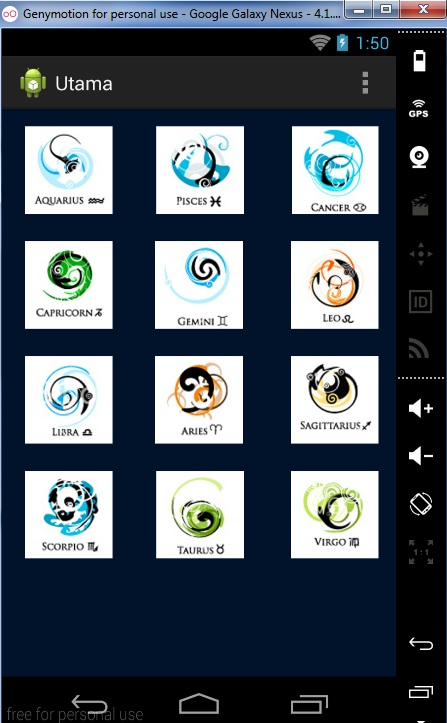 Genymotion for personal use - Google Galaxy Nexus - 4.1....
1:50
Utama
GPS
AQUARIUS ♒
PISCES ♓
CANCER ♋
CAPRICORN ♑
GEMINI ♊
LEO ♌
ID
LIBRA ♎
ARIES ♈
SAGITTARIUS ♐
SCORPIO ♏
TAURUS ♉
VIRGO ♍
1:1
free for personal use